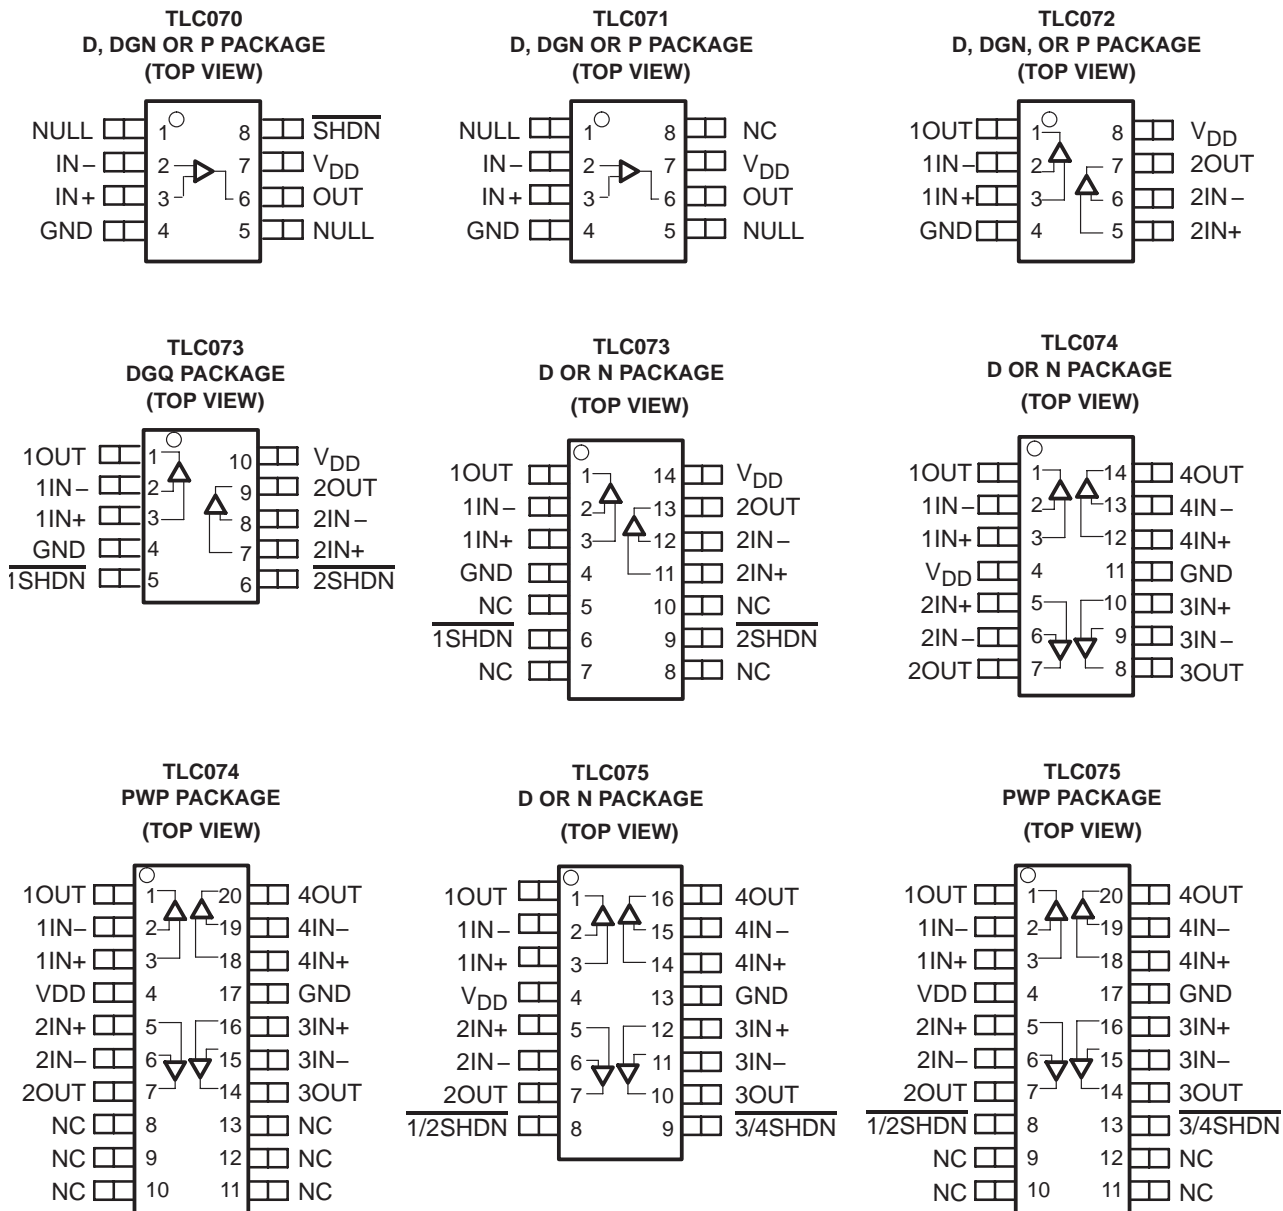 TLC070
D, DGN OR P PACKAGE
(TOP VIEW)
NULL 1 8 SHDN
IN− 2 7 VDD
IN+ 3 6 OUT
GND 4 5 NULL
TLC071
D, DGN OR P PACKAGE
(TOP VIEW)
NULL 1 8 NC
IN− 2 7 VDD
IN+ 3 6 OUT
GND 4 5 NULL
TLC072
D, DGN, OR P PACKAGE
(TOP VIEW)
1OUT 1 8 VDD
1IN− 2 7 2OUT
1IN+ 3 6 2IN−
GND 4 5 2IN+
TLC073
DGQ PACKAGE
(TOP VIEW)
1OUT 1 10 VDD
1IN− 2 9 2OUT
1IN+ 3 8 2IN−
GND 4 7 2IN+
1SHDN 5 6 2SHDN
TLC073
D OR N PACKAGE
(TOP VIEW)
1OUT 1 14 VDD
1IN− 2 13 2OUT
1IN+ 3 12 2IN−
GND 4 11 2IN+
NC 5 10 NC
1SHDN 6 9 2SHDN
NC 7 8 NC
TLC074
D OR N PACKAGE
(TOP VIEW)
1OUT 1 14 4OUT
1IN− 2 13 4IN−
1IN+ 3 12 4IN+
VDD 4 11 GND
2IN+ 5 10 3IN+
2IN− 6 9 3IN−
2OUT 7 8 3OUT
TLC074
PWP PACKAGE
(TOP VIEW)
1OUT 1 20 4OUT
1IN− 2 19 4IN−
1IN+ 3 18 4IN+
VDD 4 17 GND
2IN+ 5 16 3IN+
2IN− 6 15 3IN−
2OUT 7 14 3OUT
NC 8 13 NC
NC 9 12 NC
NC 10 11 NC
TLC075
D OR N PACKAGE
(TOP VIEW)
1OUT 1 16 4OUT
1IN− 2 15 4IN−
1IN+ 3 14 4IN+
VDD 4 13 GND
2IN+ 5 12 3IN+
2IN− 6 11 3IN−
2OUT 7 10 3OUT
1/2SHDN 8 9 3/4SHDN
TLC075
PWP PACKAGE
(TOP VIEW)
1OUT 1 20 4OUT
1IN− 2 19 4IN−
1IN+ 3 18 4IN+
VDD 4 17 GND
2IN+ 5 16 3IN+
2IN− 6 15 3IN−
2OUT 7 14 3OUT
1/2SHDN 8 13 3/4SHDN
NC 9 12 NC
NC 10 11 NC